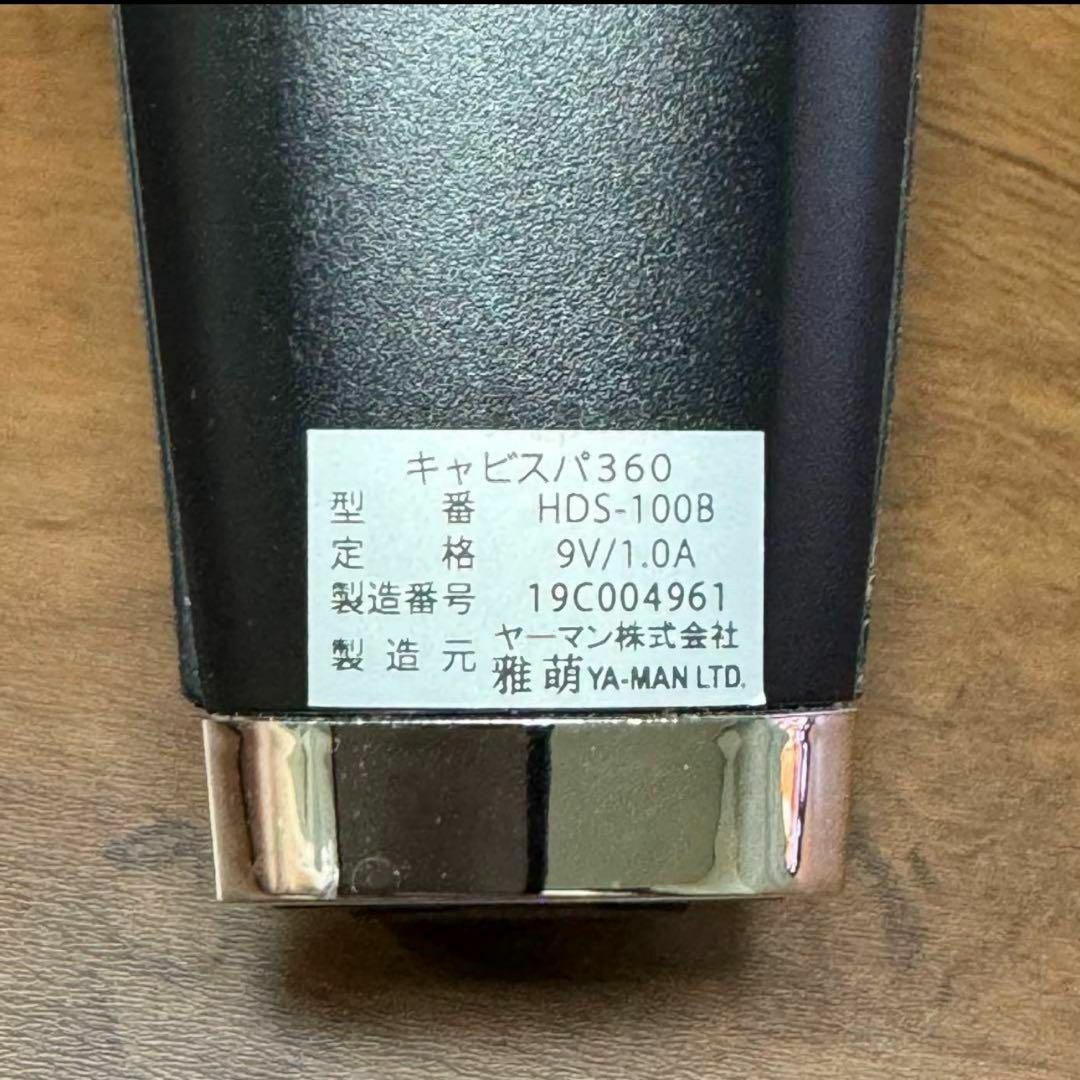 キャビスパ360
型番 HDS-100B
定格 9V/1.0A
製造番号 19C004961
製造元 ヤーマン株式会社
雅萌 YA-MAN LTD.